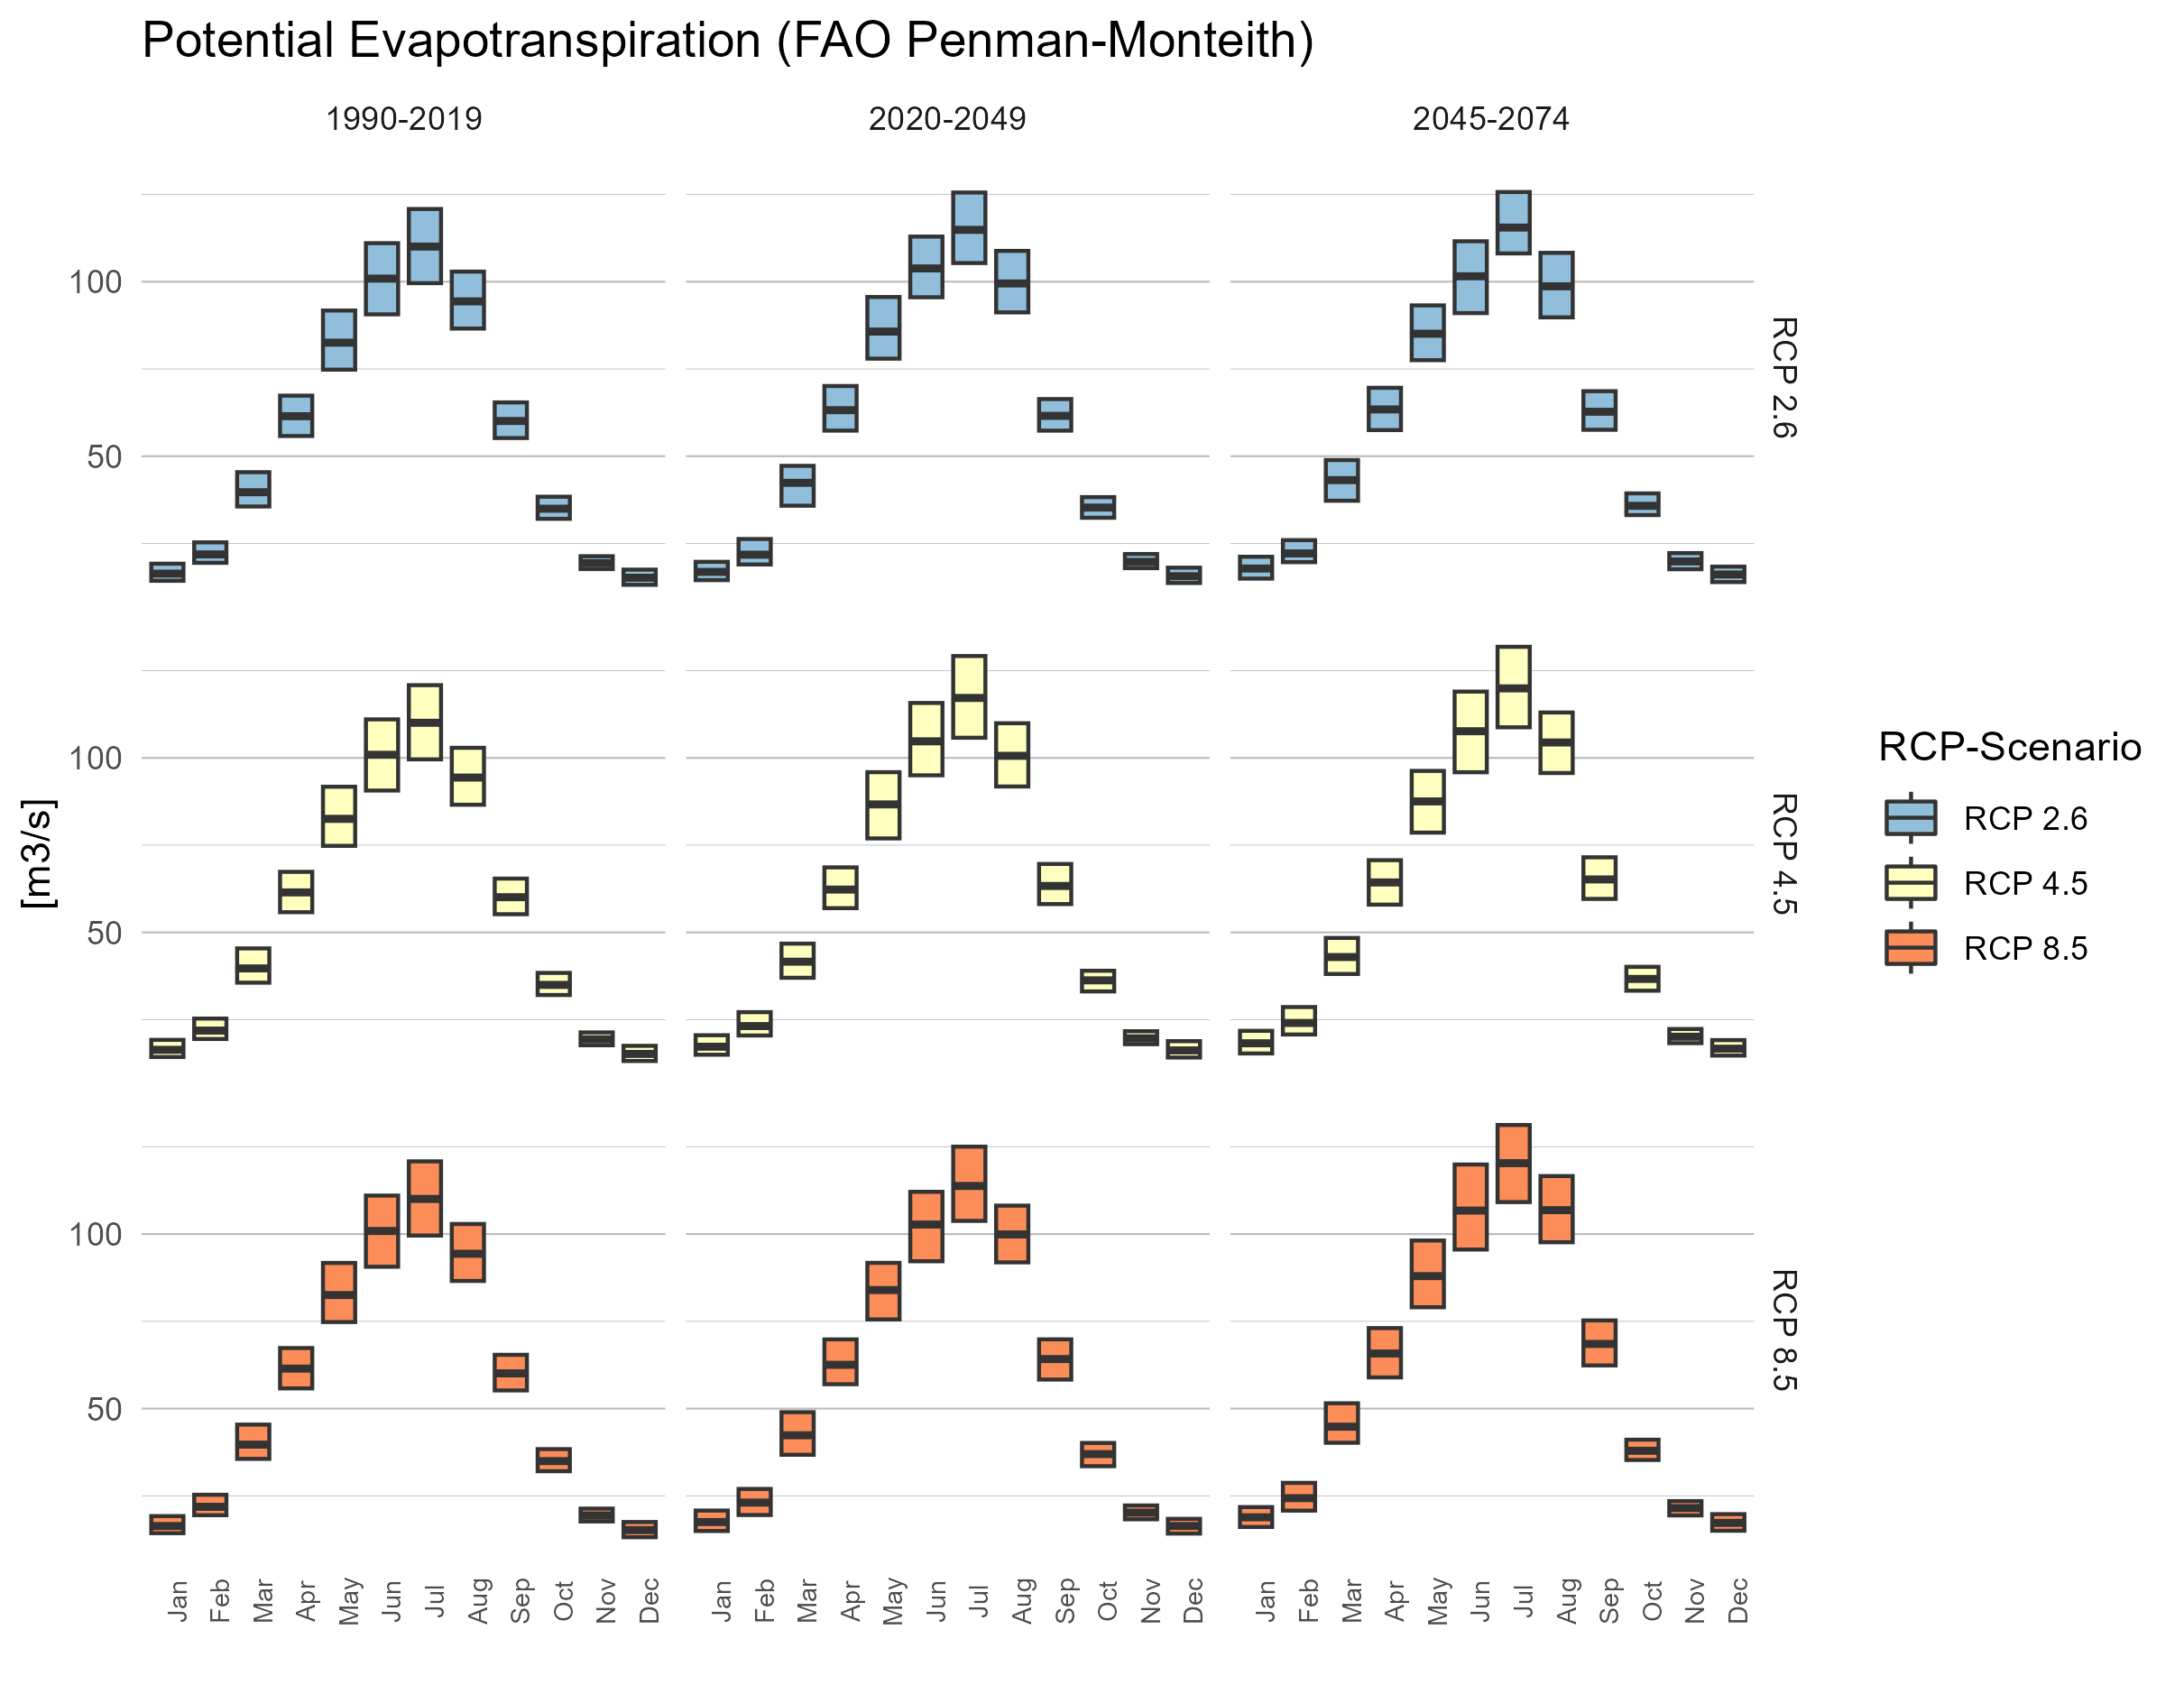 Potential Evapotranspiration (FAO Penman-Monteith)
1990-2019
2020-2049
2045-2074
100
50
RCP 2.6
[m3/s]
100
50
RCP 4.5
100
50
RCP 8.5
Jan Feb Mar Apr May Jun Jul Aug Sep Oct Nov Dec
Jan Feb Mar Apr May Jun Jul Aug Sep Oct Nov Dec
Jan Feb Mar Apr May Jun Jul Aug Sep Oct Nov Dec
RCP-Scenario
RCP 2.6
RCP 4.5
RCP 8.5